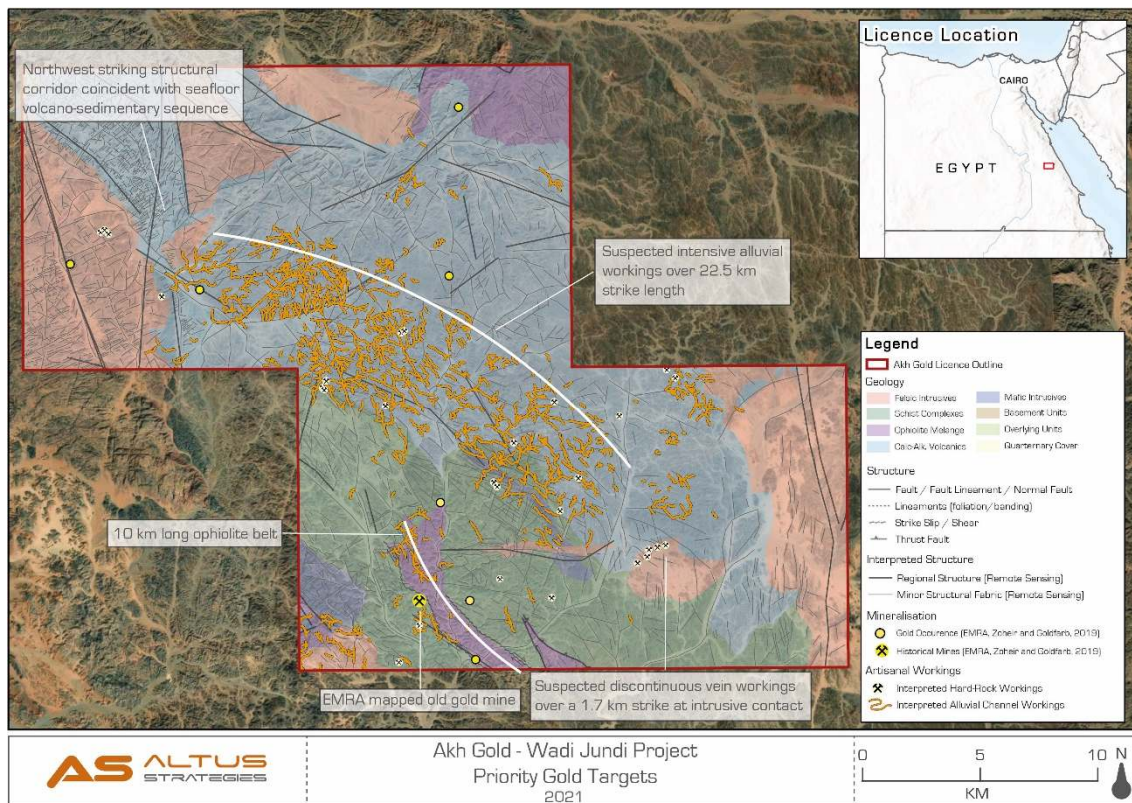 Northwest striking structural
corridor coincident with seafloor
volcano-sedimentary sequence
Suspected intensive alluvial
workings over 22.5 km
strike length
10 km long ophiolite belt
EMRA mapped old gold mine
Suspected discontinuous vein workings
over a 1.7 km strike at intrusive contact
Licence Location
CAIRO
EGYPT
Legend
Akh Gold Licence Outline
Geology
Felsic Intrusives
Mafic Intrusives
Schist Complexes
Basement Units
Ophiolite Melange
Overlying Units
Calc-Alk. Volcanics
Quarternary Cover
Structure
Fault / Fault Lineament / Normal Fault
Lineaments (foliation/banding)
Strike Slip / Shear
Thrust Fault
Interpreted Structure
Regional Structure (Remote Sensing)
Minor Structural Fabric (Remote Sensing)
Mineralisation
Gold Occurence (EMRA, Zoheir and Goldfarb, 2019)
Historical Mines (EMRA, Zoheir and Goldfarb, 2019)
Artisanal Workings
Interpreted Hard-Rock Workings
Interpreted Alluvial Channel Workings
AS ALTUS
STRATEGIES
Akh Gold - Wadi Jundi Project
Priority Gold Targets
2021
0 5 10 N
KM